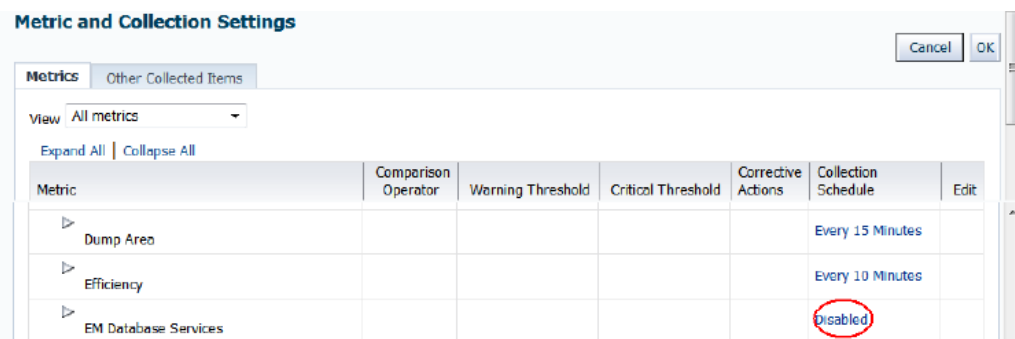 Metric and Collection Settings
Cancel OK
Metrics Other Collected Items
View All metrics
Expand All | Collapse All
Metric Comparison Operator Warning Threshold Critical Threshold Corrective Actions Collection Schedule Edit
Dump Area Every 15 Minutes
Efficiency Every 10 Minutes
EM Database Services Disabled